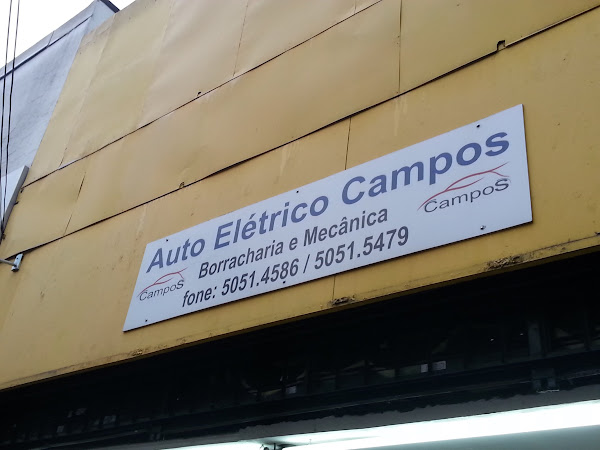 Auto Elétrico Campos
Borracharia e Mecânica
fone: 5051.4586 / 5051.5479
CampoS
CampoS